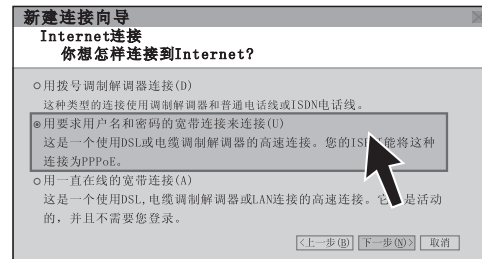 新建连接向导
Internet连接
你想怎样连接到Internet?
用拨号调制解调器连接(D)
这种类型的连接使用调制解调器和普通电话线或ISDN电话线。
用要求用户名和密码的宽带连接来连接(U)
这是一个使用DSL或电缆调制解调器的高速连接。您的IS 能将这种
连接为PPPoE。
用一直在线的宽带连接(A)
这是一个使用DSL,电缆调制解调器或LAN连接的高速连接。它 是活动
的，并且不需要您登录。
<上一步(B) 下一步(N)> 取消